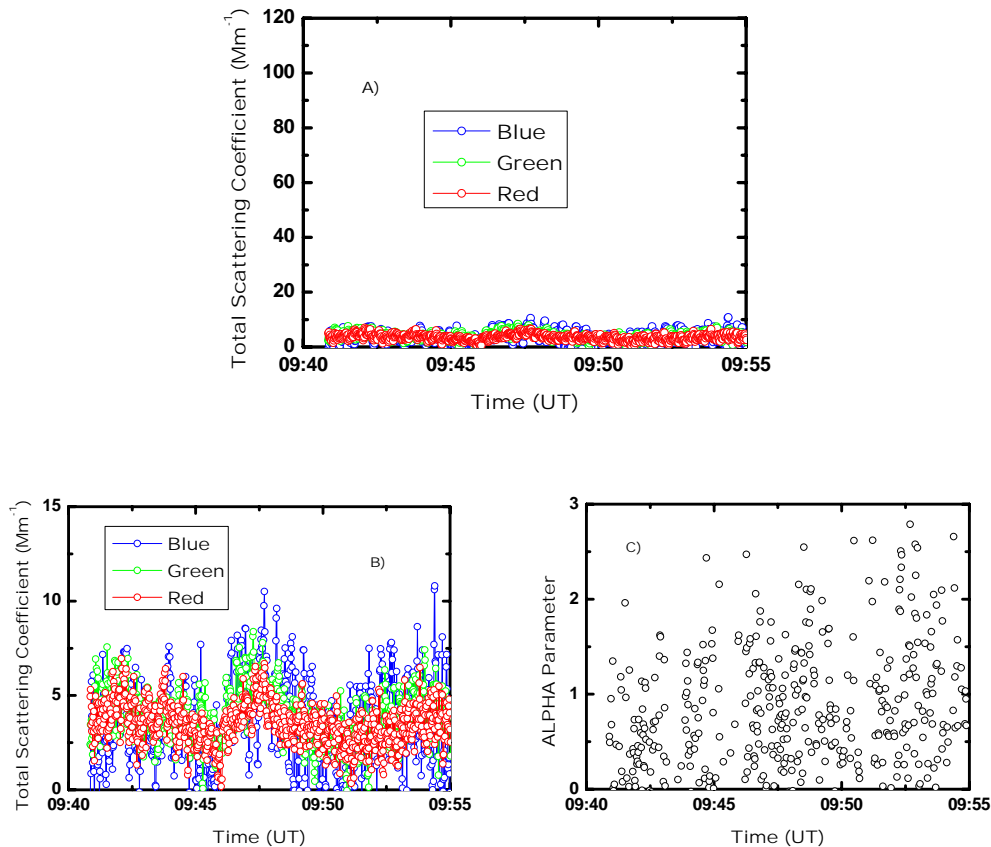 Total Scattering Coefficient (Mm⁻¹)
120
100
80
60
40
20
0
A)
Blue
Green
Red
09:40
09:45
09:50
09:55
Time (UT)
Total Scattering Coefficient (Mm⁻¹)
15
10
5
0
B)
Blue
Green
Red
09:40
09:45
09:50
09:55
Time (UT)
ALPHA Parameter
3
2
1
0
C)
09:40
09:45
09:50
09:55
Time (UT)